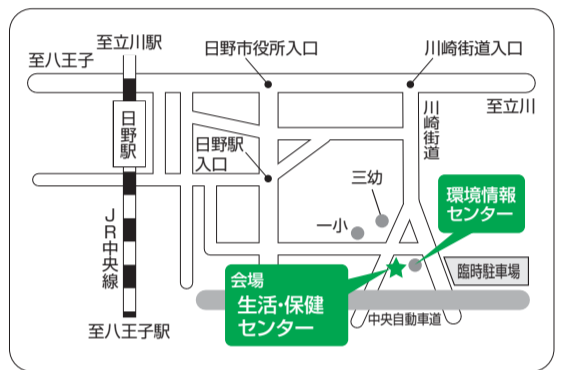 至立川駅
至八王子
日野市役所入口
川崎街道入口
至立川
日野駅
川崎街道
日野駅
入口
三幼
一小
環境情報
センター
JR中央線
会場
生活・保健
センター
臨時駐車場
中央自動車道
至八王子駅